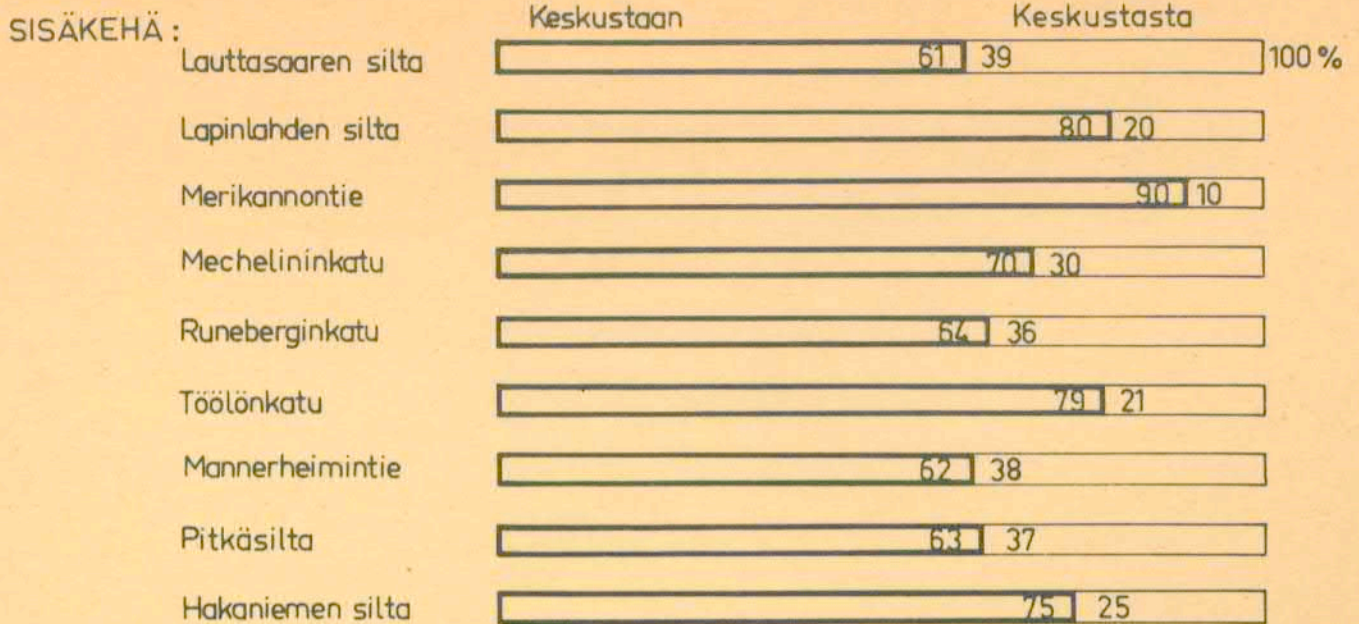 SISÄKEHÄ: Keskustaan Keskustasta
Lauttasaaren silta 61 39 100 %
Lapinlahden silta 80 20
Merikannontie 90 10
Mechelininkatu 70 30
Runeberginkatu 64 36
Töölönkatu 79 21
Mannerheimintie 62 38
Pitkäsilta 63 37
Hakaniemen silta 75 25